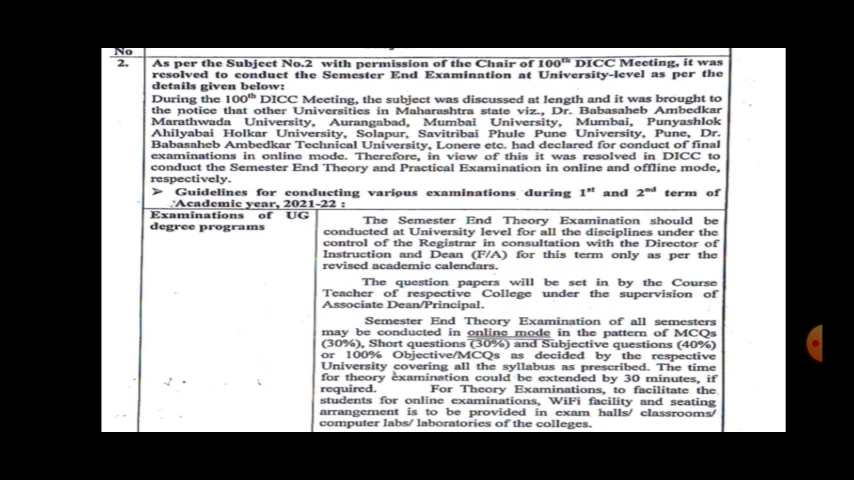 No
2. As per the Subject No.2 with permission of the Chair of 100th DICC Meeting, it was
resolved to conduct the Semester End Examination at University-level as per the
details given below:
During the 100th DICC Meeting, the subject was discussed at length and it was brought to
the notice that other Universities in Maharashtra state viz., Dr. Babasaheb Ambedkar
Marathwada University, Aurangabad, Mumbai University, Mumbai, Punyashlok
Ahilyabai Holkar University, Solapur, Savitribai Phule Pune University, Pune, Dr.
Babasaheb Ambedkar Technical University, Lonere etc. had declared for conduct of final
examinations in online mode. Therefore, in view of this it was resolved in DICC to
conduct the Semester End Theory and Practical Examination in online and offline mode,
respectively.
➢ Guidelines for conducting various examinations during 1st and 2nd term of
Academic year, 2021-22 :
Examinations of UG
degree programs
The Semester End Theory Examination should be
conducted at University level for all the disciplines under the
control of the Registrar in consultation with the Director of
Instruction and Dean (F/A) for this term only as per the
revised academic calendars.
The question papers will be set in by the Course
Teacher of respective College under the supervision of
Associate Dean/Principal.
Semester End Theory Examination of all semesters
may be conducted in online mode in the pattern of MCQs
(30%), Short questions (30%) and Subjective questions (40%)
or 100% Objective/MCQs as decided by the respective
University covering all the syllabus as prescribed. The time
for theory examination could be extended by 30 minutes, if
required. For Theory Examinations, to facilitate the
students for online examinations, WiFi facility and seating
arrangement is to be provided in exam halls/ classrooms/
computer labs/ laboratories of the colleges.